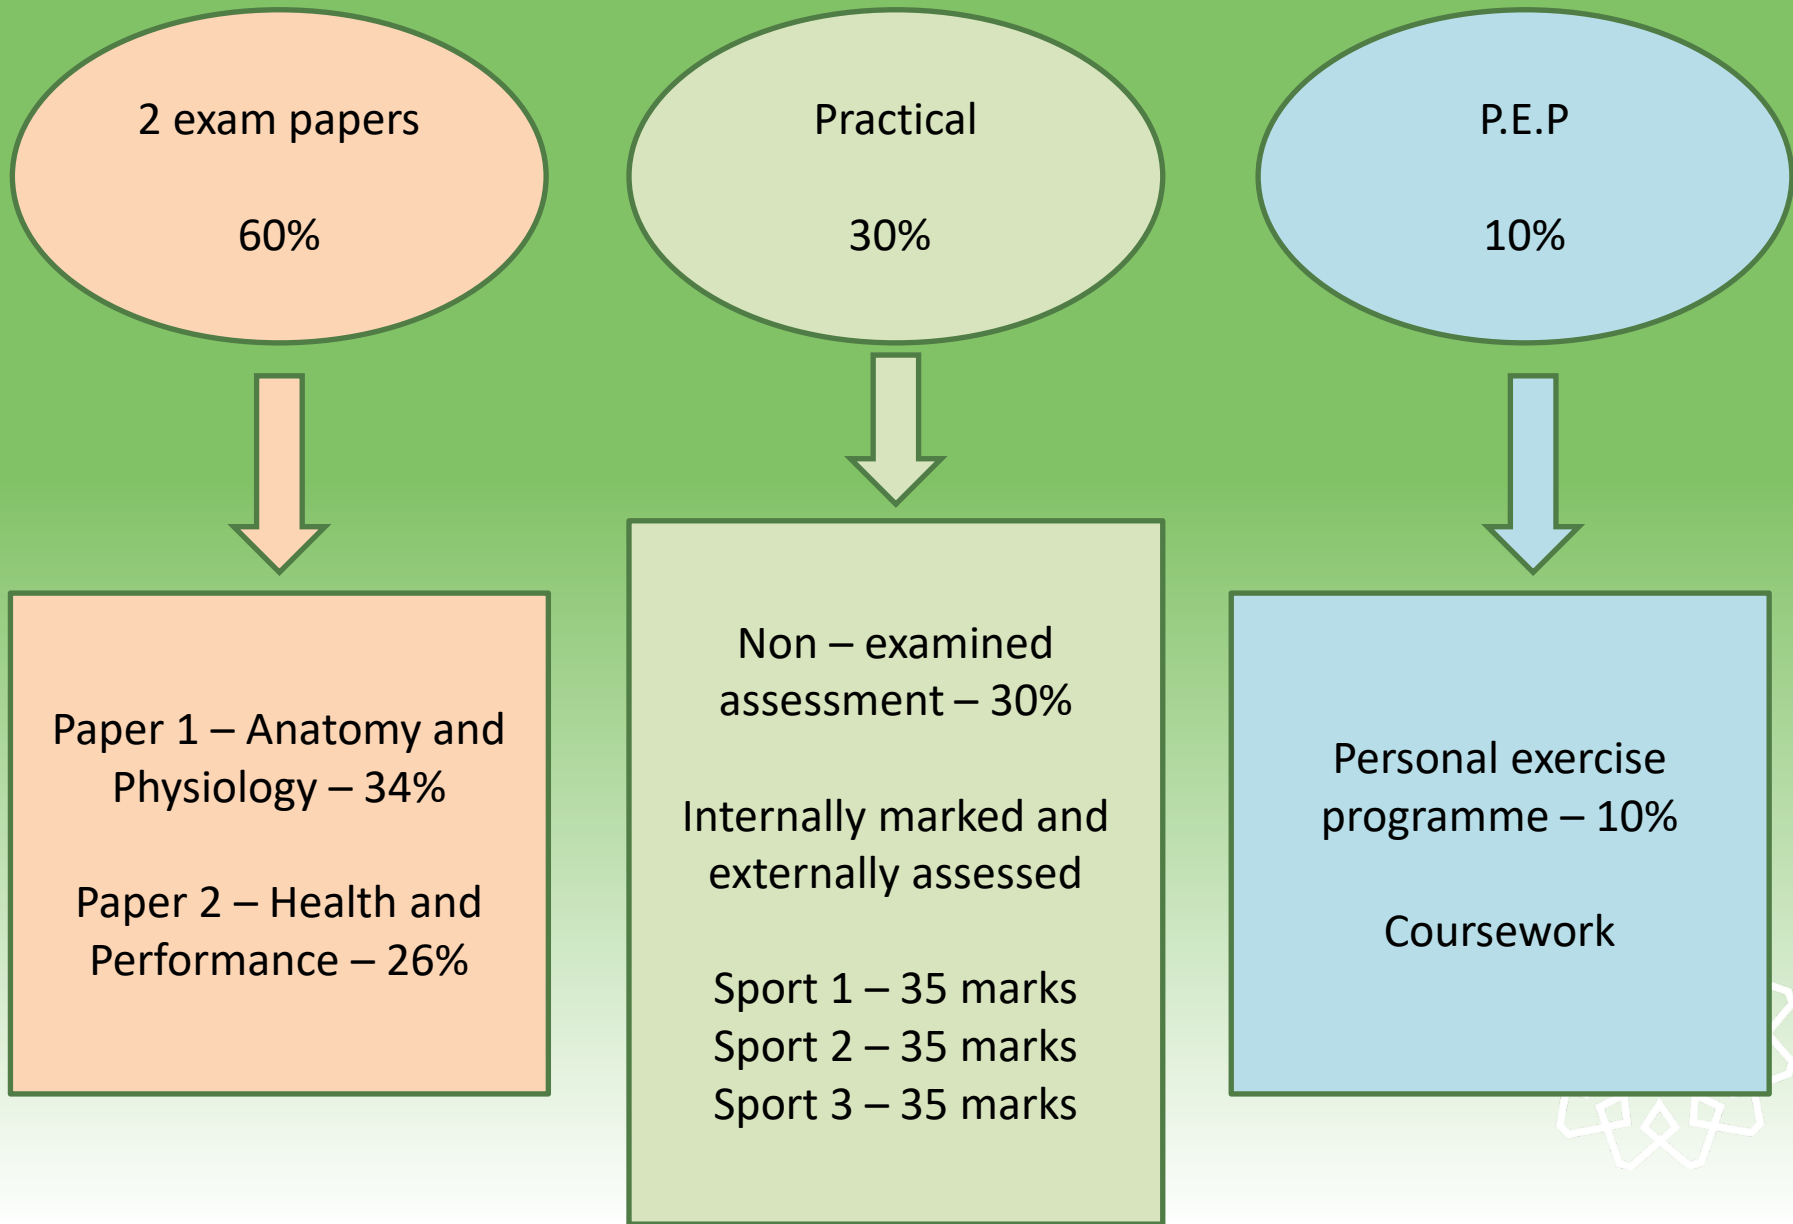 2 exam papers
60%
Paper 1 – Anatomy and
Physiology – 34%
Paper 2 – Health and
Performance – 26%
Practical
30%
Non – examined
assessment – 30%
Internally marked and
externally assessed
Sport 1 – 35 marks
Sport 2 – 35 marks
Sport 3 – 35 marks
P.E.P
10%
Personal exercise
programme – 10%
Coursework